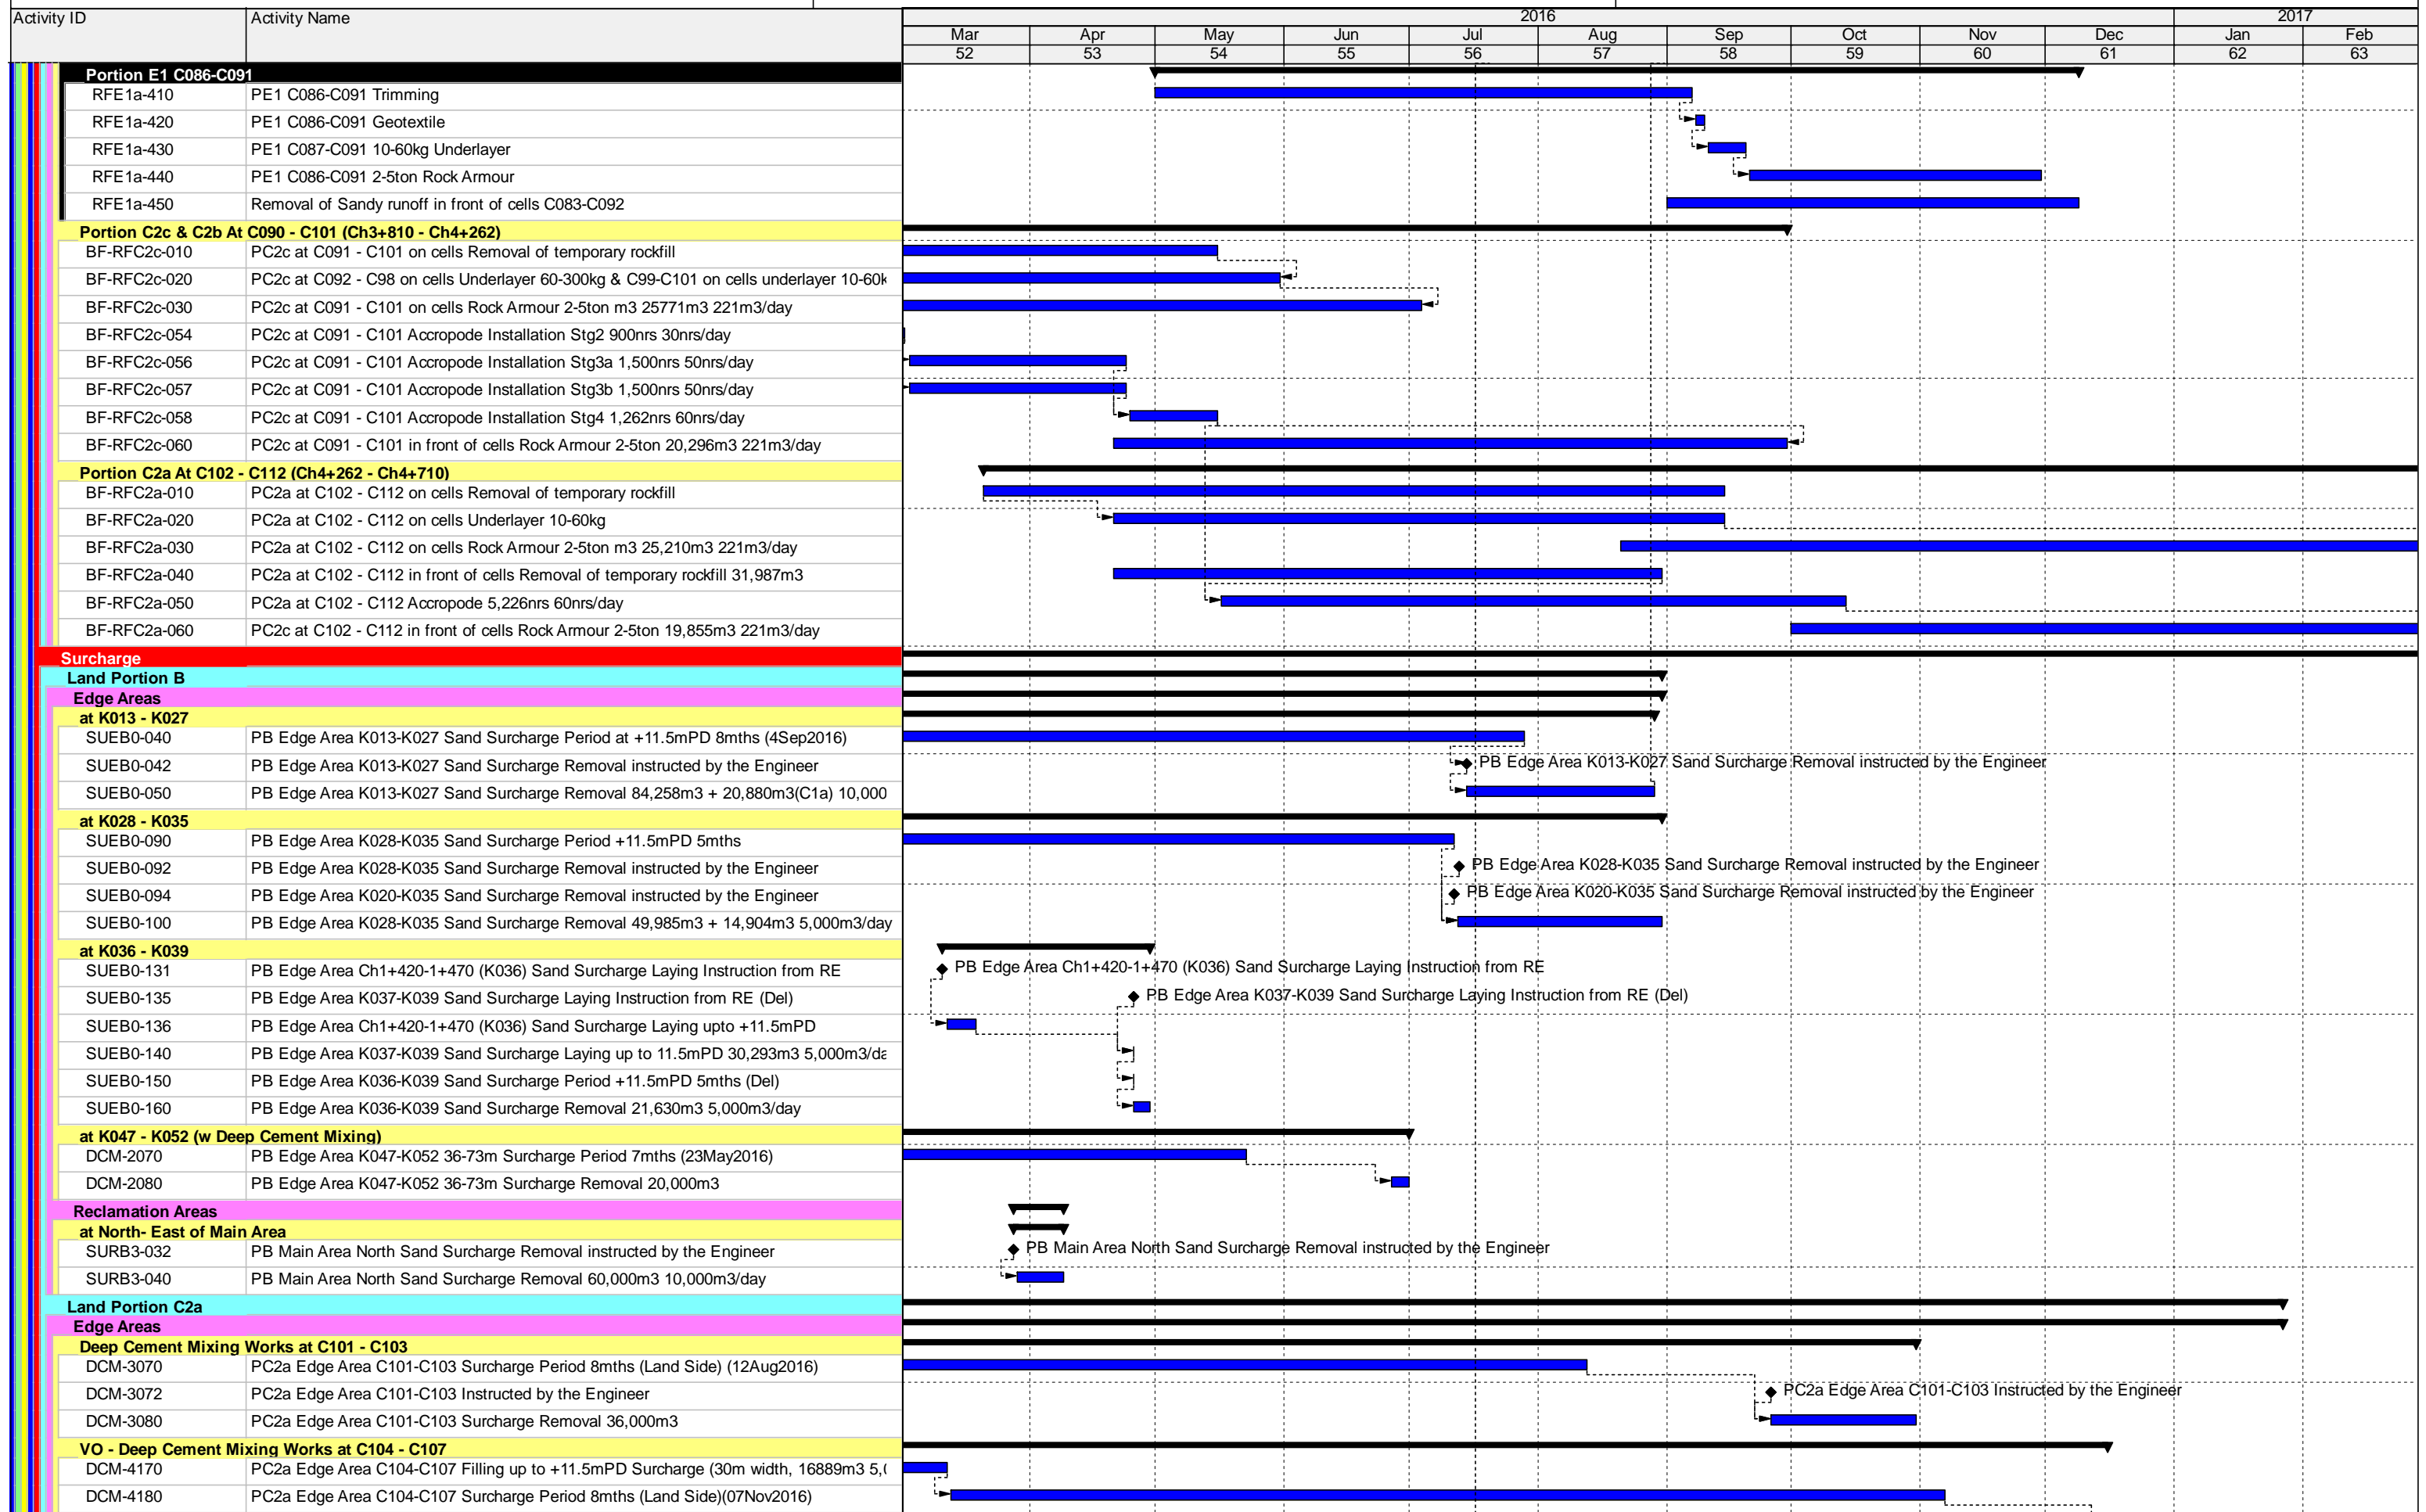 Activity ID Activity Name 2016 2017
Mar Apr May Jun Jul Aug Sep Oct Nov Dec Jan Feb
52 53 54 55 56 57 58 59 60 61 62 63
Portion E1 C086-C091
RFE1a-410 PE1 C086-C091 Trimming
RFE1a-420 PE1 C086-C091 Geotextile
RFE1a-430 PE1 C087-C091 10-60kg Underlayer
RFE1a-440 PE1 C086-C091 2-5ton Rock Armour
RFE1a-450 Removal of Sandy runoff in front of cells C083-C092
Portion C2c & C2b At C090 - C101 (Ch3+810 - Ch4+262)
BF-RFC2c-010 PC2c at C091 - C101 on cells Removal of temporary rockfill
BF-RFC2c-020 PC2c at C092 - C98 on cells Underlayer 60-300kg & C99-C101 on cells underlayer 10-60k
BF-RFC2c-030 PC2c at C091 - C101 on cells Rock Armour 2-5ton m3 25771m3 221m3/day
BF-RFC2c-054 PC2c at C091 - C101 Accropode Installation Stg2 900nrs 30nrs/day
BF-RFC2c-056 PC2c at C091 - C101 Accropode Installation Stg3a 1,500nrs 50nrs/day
BF-RFC2c-057 PC2c at C091 - C101 Accropode Installation Stg3b 1,500nrs 50nrs/day
BF-RFC2c-058 PC2c at C091 - C101 Accropode Installation Stg4 1,262nrs 60nrs/day
BF-RFC2c-060 PC2c at C091 - C101 in front of cells Rock Armour 2-5ton 20,296m3 221m3/day
Portion C2a At C102 - C112 (Ch4+262 - Ch4+710)
BF-RFC2a-010 PC2a at C102 - C112 on cells Removal of temporary rockfill
BF-RFC2a-020 PC2a at C102 - C112 on cells Underlayer 10-60kg
BF-RFC2a-030 PC2a at C102 - C112 on cells Rock Armour 2-5ton m3 25,210m3 221m3/day
BF-RFC2a-040 PC2a at C102 - C112 in front of cells Removal of temporary rockfill 31,987m3
BF-RFC2a-050 PC2a at C102 - C112 Accropode 5,226nrs 60nrs/day
BF-RFC2a-060 PC2c at C102 - C112 in front of cells Rock Armour 2-5ton 19,855m3 221m3/day
Surcharge
Land Portion B
Edge Areas
at K013 - K027
SUEB0-040 PB Edge Area K013-K027 Sand Surcharge Period at +11.5mPD 8mths (4Sep2016)
SUEB0-042 PB Edge Area K013-K027 Sand Surcharge Removal instructed by the Engineer PB Edge Area K013-K027 Sand Surcharge Removal instructed by the Engineer
SUEB0-050 PB Edge Area K013-K027 Sand Surcharge Removal 84,258m3 + 20,880m3(C1a) 10,000
at K028 - K035
SUEB0-090 PB Edge Area K028-K035 Sand Surcharge Period +11.5mPD 5mths
SUEB0-092 PB Edge Area K028-K035 Sand Surcharge Removal instructed by the Engineer PB Edge Area K028-K035 Sand Surcharge Removal instructed by the Engineer
SUEB0-094 PB Edge Area K020-K035 Sand Surcharge Removal instructed by the Engineer PB Edge Area K020-K035 Sand Surcharge Removal instructed by the Engineer
SUEB0-100 PB Edge Area K028-K035 Sand Surcharge Removal 49,985m3 + 14,904m3 5,000m3/day
at K036 - K039
SUEB0-131 PB Edge Area Ch1+420-1+470 (K036) Sand Surcharge Laying Instruction from RE PB Edge Area Ch1+420-1+470 (K036) Sand Surcharge Laying Instruction from RE
SUEB0-135 PB Edge Area K037-K039 Sand Surcharge Laying Instruction from RE (Del) PB Edge Area K037-K039 Sand Surcharge Laying Instruction from RE (Del)
SUEB0-136 PB Edge Area Ch1+420-1+470 (K036) Sand Surcharge Laying upto +11.5mPD
SUEB0-140 PB Edge Area K037-K039 Sand Surcharge Laying up to 11.5mPD 30,293m3 5,000m3/da
SUEB0-150 PB Edge Area K036-K039 Sand Surcharge Period +11.5mPD 5mths (Del)
SUEB0-160 PB Edge Area K036-K039 Sand Surcharge Removal 21,630m3 5,000m3/day
at K047 - K052 (w Deep Cement Mixing)
DCM-2070 PB Edge Area K047-K052 36-73m Surcharge Period 7mths (23May2016)
DCM-2080 PB Edge Area K047-K052 36-73m Surcharge Removal 20,000m3
Reclamation Areas
at North- East of Main Area
SURB3-032 PB Main Area North Sand Surcharge Removal instructed by the Engineer PB Main Area North Sand Surcharge Removal instructed by the Engineer
SURB3-040 PB Main Area North Sand Surcharge Removal 60,000m3 10,000m3/day
Land Portion C2a
Edge Areas
Deep Cement Mixing Works at C101 - C103
DCM-3070 PC2a Edge Area C101-C103 Surcharge Period 8mths (Land Side) (12Aug2016)
DCM-3072 PC2a Edge Area C101-C103 Instructed by the Engineer PC2a Edge Area C101-C103 Instructed by the Engineer
DCM-3080 PC2a Edge Area C101-C103 Surcharge Removal 36,000m3
VO - Deep Cement Mixing Works at C104 - C107
DCM-4170 PC2a Edge Area C104-C107 Filling up to +11.5mPD Surcharge (30m width, 16889m3 5,(
DCM-4180 PC2a Edge Area C104-C107 Surcharge Period 8mths (Land Side)(07Nov2016)